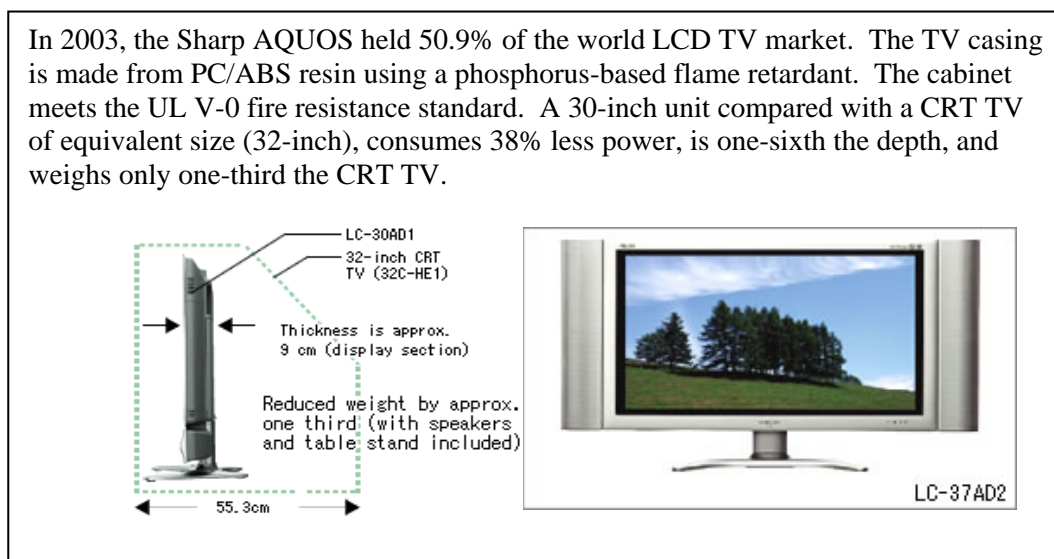 In 2003, the Sharp AQUOS held 50.9% of the world LCD TV market. The TV casing
is made from PC/ABS resin using a phosphorus-based flame retardant. The cabinet
meets the UL V-0 fire resistance standard. A 30-inch unit compared with a CRT TV
of equivalent size (32-inch), consumes 38% less power, is one-sixth the depth, and
weighs only one-third the CRT TV.
LC-30AD1
32-inch CRT
TV (32C-HE1)
Thickness is approx.
9 cm (display section)
Reduced weight by approx.
one third (with speakers
and table stand included)
55.3cm
LC-37AD2